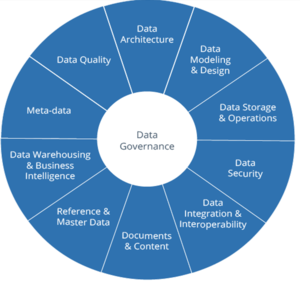 Data
Architecture
Data
Modeling
& Design
Data Storage
& Operations
Data
Security
Data
Integration &
Interoperability
Documents
& Content
Reference &
Master Data
Data Warehousing
& Business
Intelligence
Meta-data
Data Quality
Data
Governance